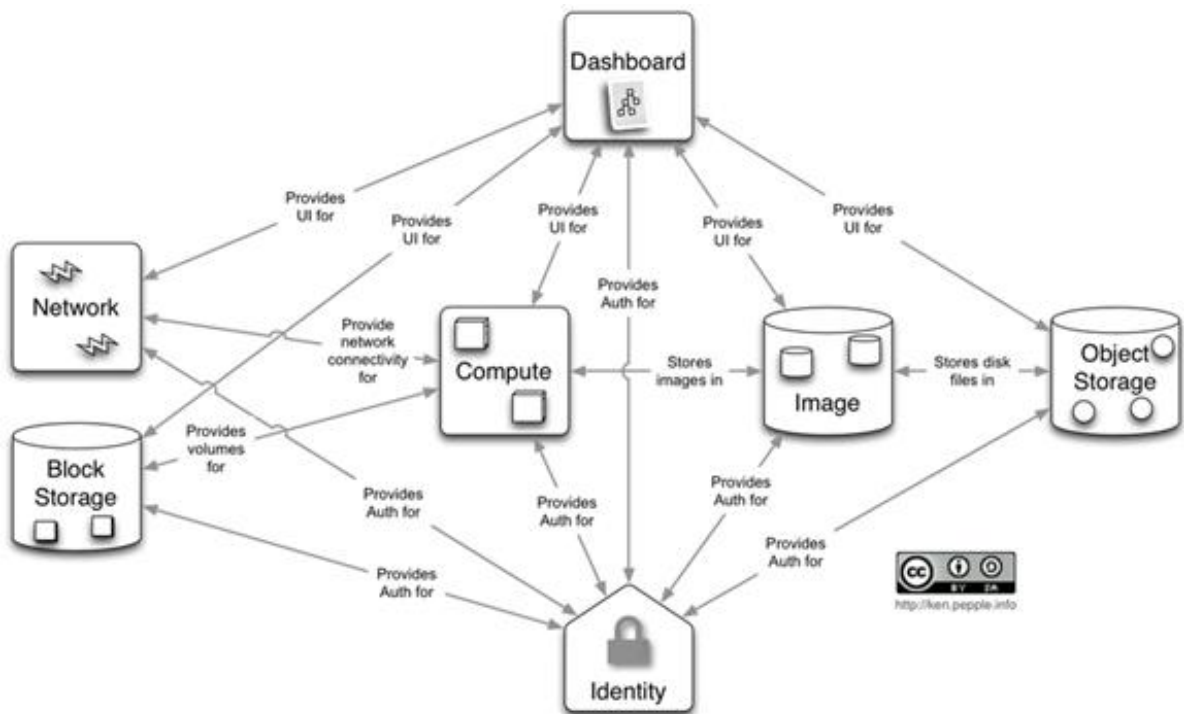 Dashboard
Provides
UI for
Provides
UI for
Provides
UI for
Provides
UI for
Provides
UI for
Network
Provides
Auth for
Provide
network
connectivity
for
Compute
Stores
images in
Image
Stores disk
files in
Object
Storage
Block
Storage
Provides
volumes
for
Provides
Auth for
Provides
Auth for
Provides
Auth for
Provides
Auth for
Provides
Auth for
cc
BY
http://ken.pepple.info
Identity